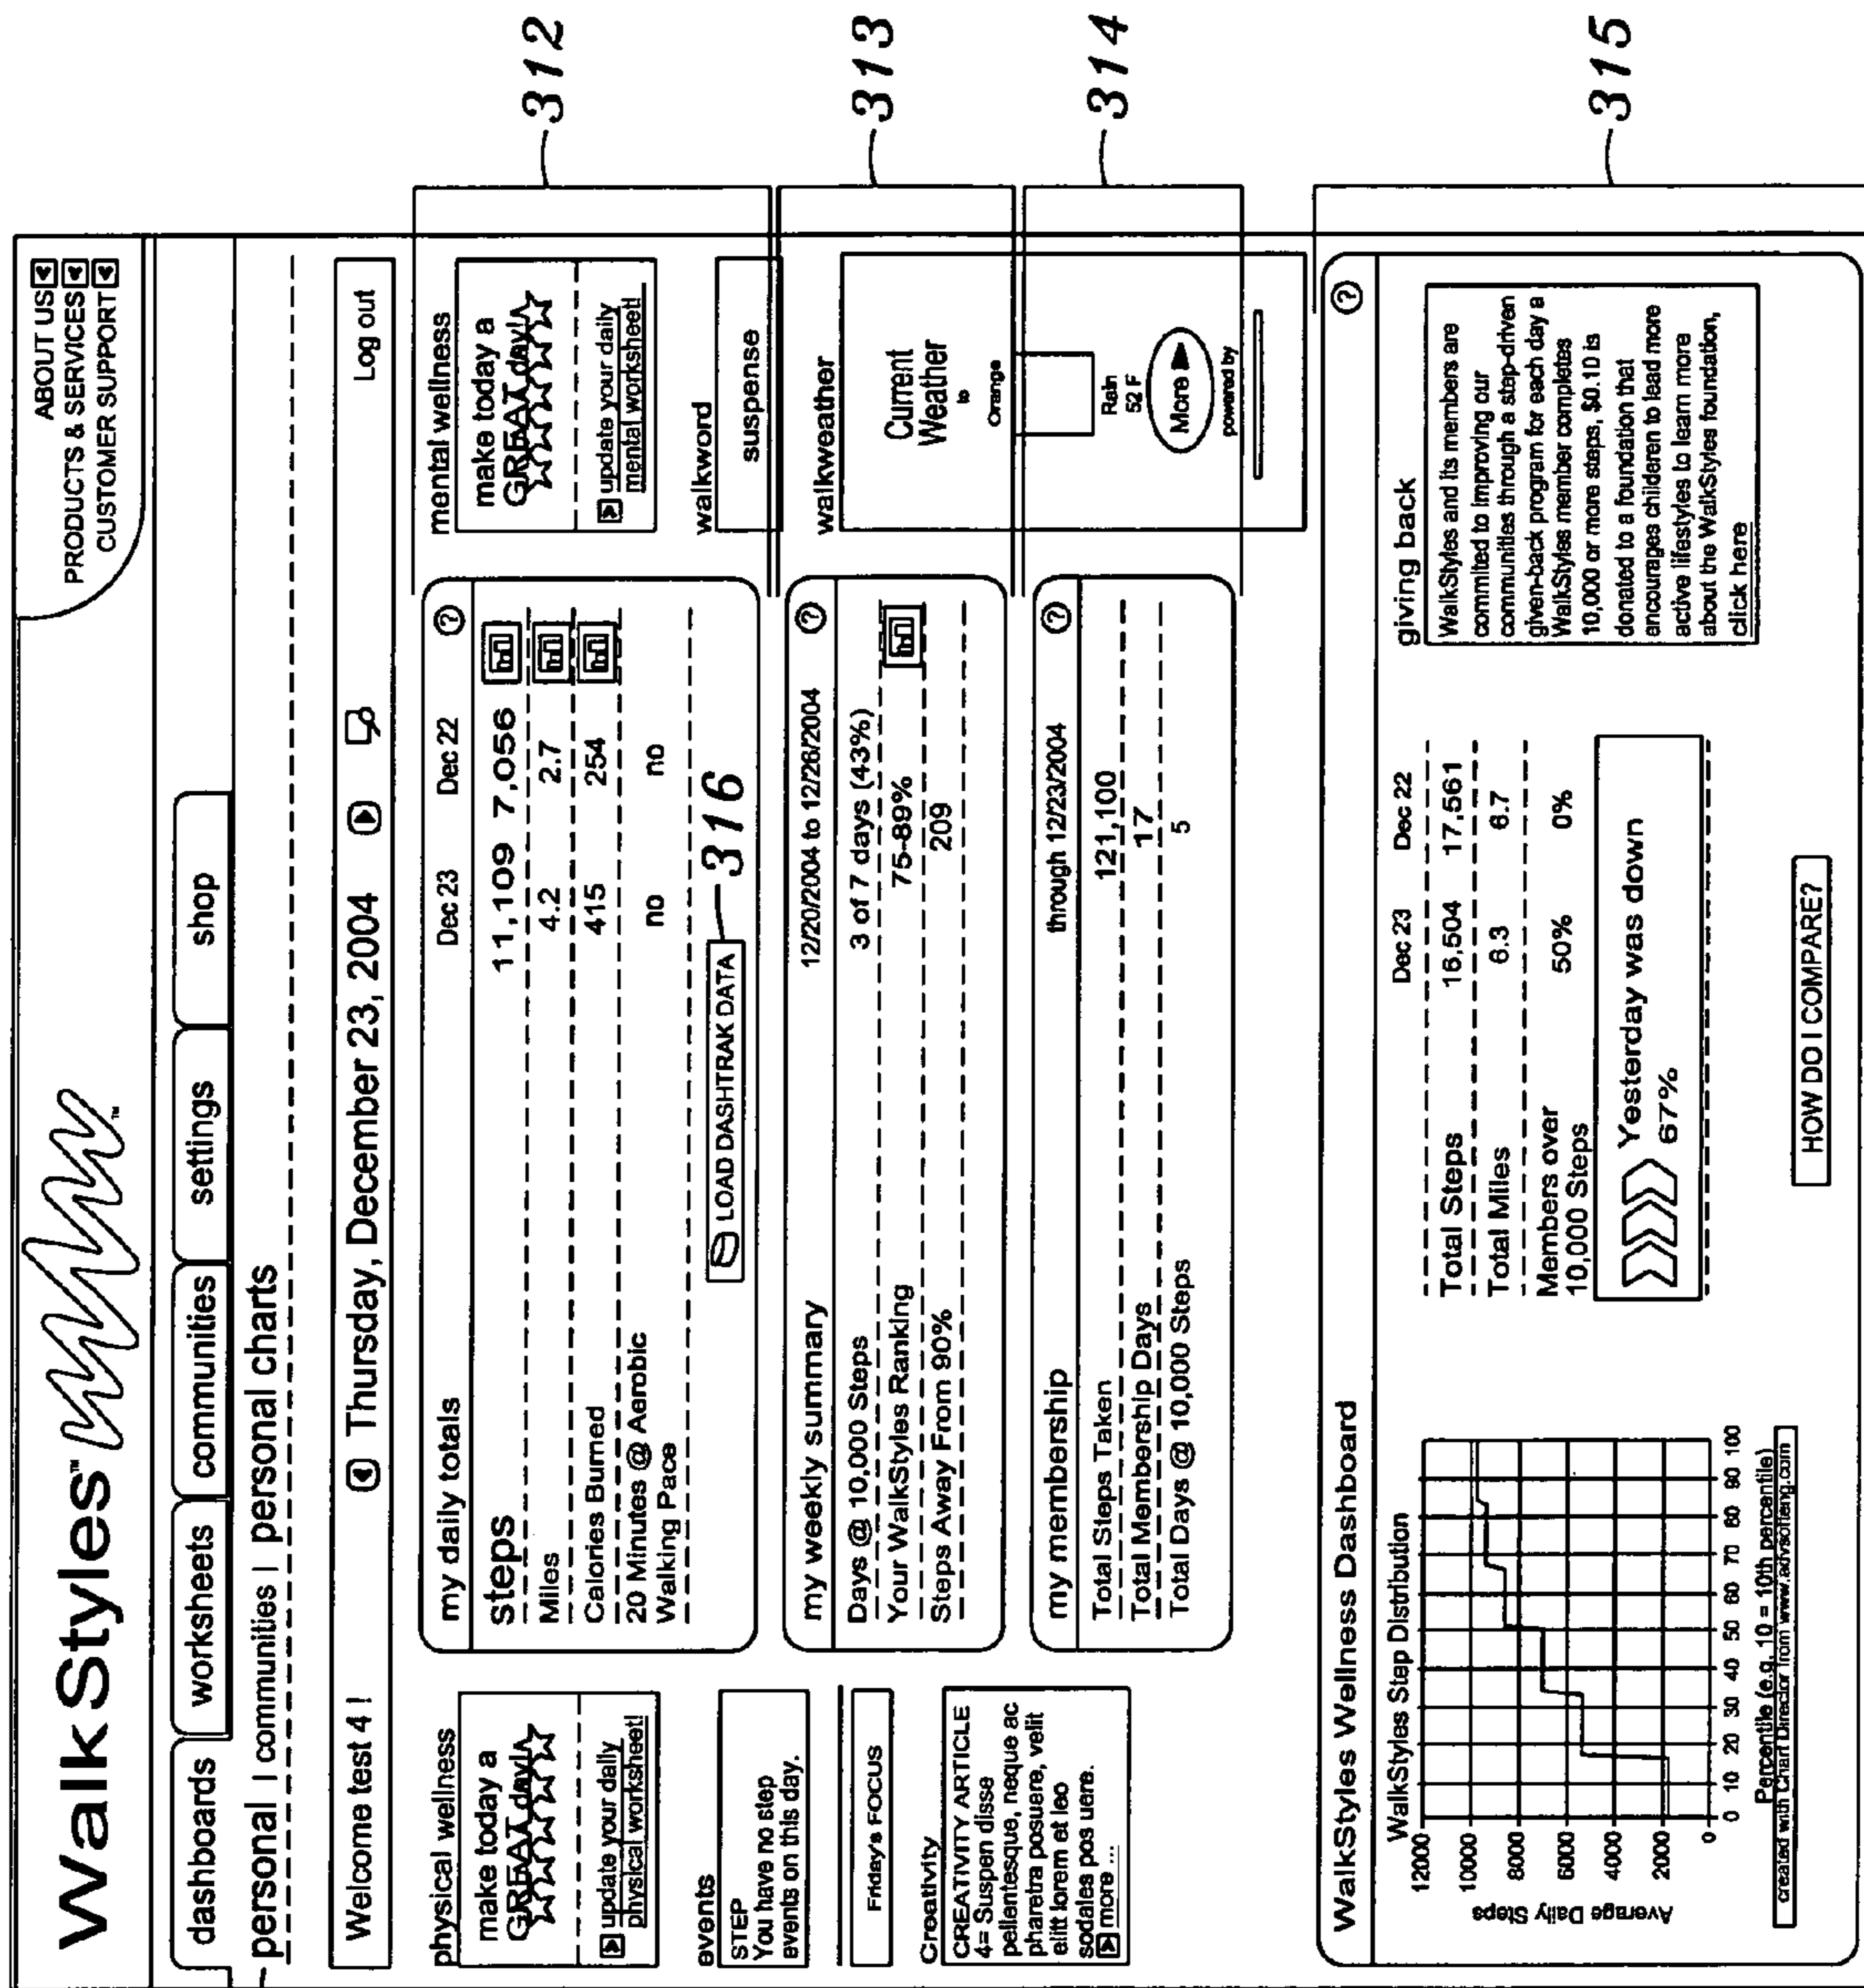 WalkStyles™
™
ABOUT US
PRODUCTS & SERVICES
CUSTOMER SUPPORT
dashboards
worksheets
communities
settings
shop
personal | communities | personal charts
Welcome test 4 !
Thursday, December 23, 2004
Log out
physical wellness
make today a
GREAT day!
update your daily
physical worksheet!
events
STEP
You have no step
events on this day.
Friday's FOCUS
Creativity
CREATIVITY ARTICLE
4= Suspen disse
pellentesque, neque ac
pharetra posuere, velit
elitt lorem et leo
sodales pos uere.
more ...
my daily totals Dec 23 Dec 22 ?
steps 11,109 7,056
Miles 4.2 2.7
Calories Burned 415 254
20 Minutes @ Aerobic
Walking Pace no no
LOAD DASHTRAK DATA
316
my weekly summary 12/20/2004 to 12/26/2004 ?
Days @ 10,000 Steps 3 of 7 days (43%)
Your WalkStyles Ranking 75-89%
Steps Away From 90% 209
my membership through 12/23/2004 ?
Total Steps Taken 121,100
Total Membership Days 17
Total Days @ 10,000 Steps 5
mental wellness
make today a
GREAT day!
update your daily
mental worksheet!
walkword
suspense
walkweather
Current
Weather
to
Orange
Rain
52 F
More
powered by
312
313
314
315
WalkStyles Wellness Dashboard ?
WalkStyles Step Distribution
Average Daily Steps
12000
10000
8000
6000
4000
2000
0
0 10 20 30 40 50 60 70 80 90 100
Percentile (e.g. 10 = 10th percentile)
created with Chart Director from www.advsofteng.com
Dec 23 Dec 22
Total Steps 16,504 17,561
Total Miles 6.3 6.7
Members over
10,000 Steps 50% 0%
Yesterday was down
67%
HOW DO I COMPARE?
giving back
WalkStyles and its members are
commited to improving our
communities through a step-driven
given-back program for each day a
WalkStyles member completes
10,000 or more steps, $0.10 is
donated to a foundation that
encourages childeren to lead more
active lifestyles to learn more
about the WalkStyles foundation,
click here